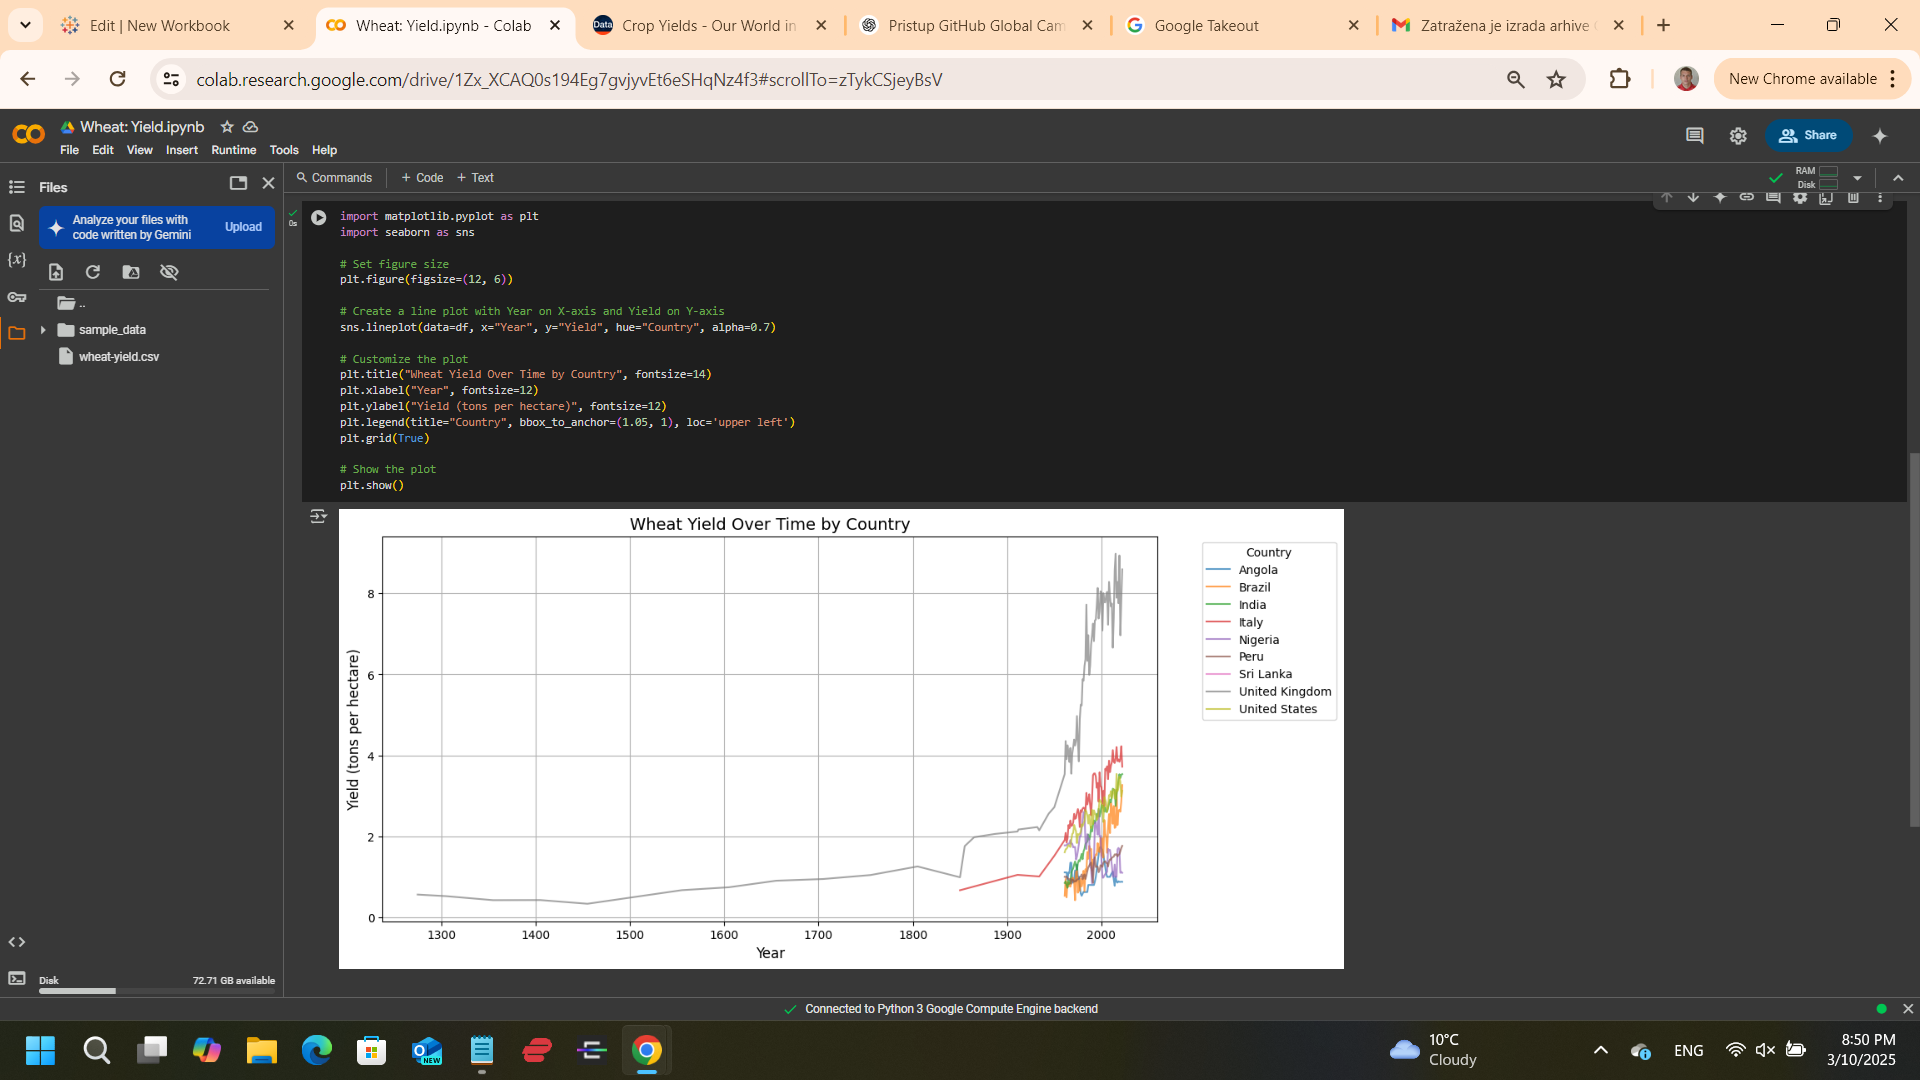 Edit | New Workbook
Wheat: Yield.ipynb - Colab
Crop Yields - Our World in
Pristup GitHub Global Cam
Google Takeout
Zatražena je izrada arhive
colab.research.google.com/drive/1Zx_XCAQ0s194Eg7gvjyvEt6eSHqNz4f3#scrollTo=zTykCSjeyBsV
New Chrome available
CO
Wheat: Yield.ipynb
File Edit View Insert Runtime Tools Help
Share
Files
Commands + Code + Text
RAM
Disk
Analyze your files with
code written by Gemini
Upload
..
sample_data
wheat-yield.csv
Disk 72.71 GB available
0s
import matplotlib.pyplot as plt
import seaborn as sns
# Set figure size
plt.figure(figsize=(12, 6))
# Create a line plot with Year on X-axis and Yield on Y-axis
sns.lineplot(data=df, x="Year", y="Yield", hue="Country", alpha=0.7)
# Customize the plot
plt.title("Wheat Yield Over Time by Country", fontsize=14)
plt.xlabel("Year", fontsize=12)
plt.ylabel("Yield (tons per hectare)", fontsize=12)
plt.legend(title="Country", bbox_to_anchor=(1.05, 1), loc='upper left')
plt.grid(True)
# Show the plot
plt.show()
Wheat Yield Over Time by Country
Yield (tons per hectare)
8
6
4
2
0
1300 1400 1500 1600 1700 1800 1900 2000
Year
Country
Angola
Brazil
India
Italy
Nigeria
Peru
Sri Lanka
United Kingdom
United States
Connected to Python 3 Google Compute Engine backend
NEW
10°C
Cloudy
ENG
8:50 PM
3/10/2025